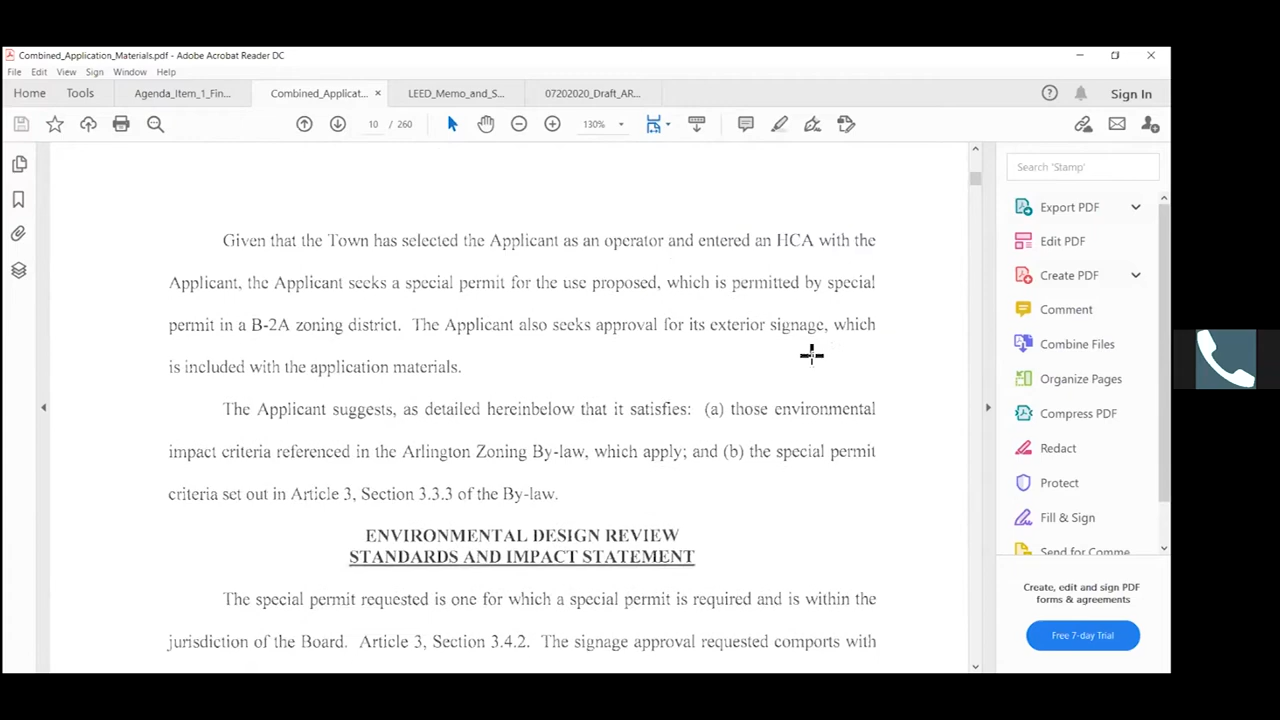 Combined_Application_Materials.pdf - Adobe Acrobat Reader DC
File Edit View Sign Window Help
Home Tools Agenda_Item_1_Fin... Combined_Applicat... × LEED_Memo_and_S... 07202020_Draft_AR... Sign In
10 / 260 130%
Given that the Town has selected the Applicant as an operator and entered an HCA with the
Applicant, the Applicant seeks a special permit for the use proposed, which is permitted by special
permit in a B-2A zoning district. The Applicant also seeks approval for its exterior signage, which
is included with the application materials.
The Applicant suggests, as detailed hereinbelow that it satisfies: (a) those environmental
impact criteria referenced in the Arlington Zoning By-law, which apply; and (b) the special permit
criteria set out in Article 3, Section 3.3.3 of the By-law.
ENVIRONMENTAL DESIGN REVIEW
STANDARDS AND IMPACT STATEMENT
The special permit requested is one for which a special permit is required and is within the
jurisdiction of the Board. Article 3, Section 3.4.2. The signage approval requested comports with
Search 'Stamp'
Export PDF
Edit PDF
Create PDF
Comment
Combine Files
Organize Pages
Compress PDF
Redact
Protect
Fill & Sign
Send for Comme
Create, edit and sign PDF
forms & agreements
Free 7-day Trial